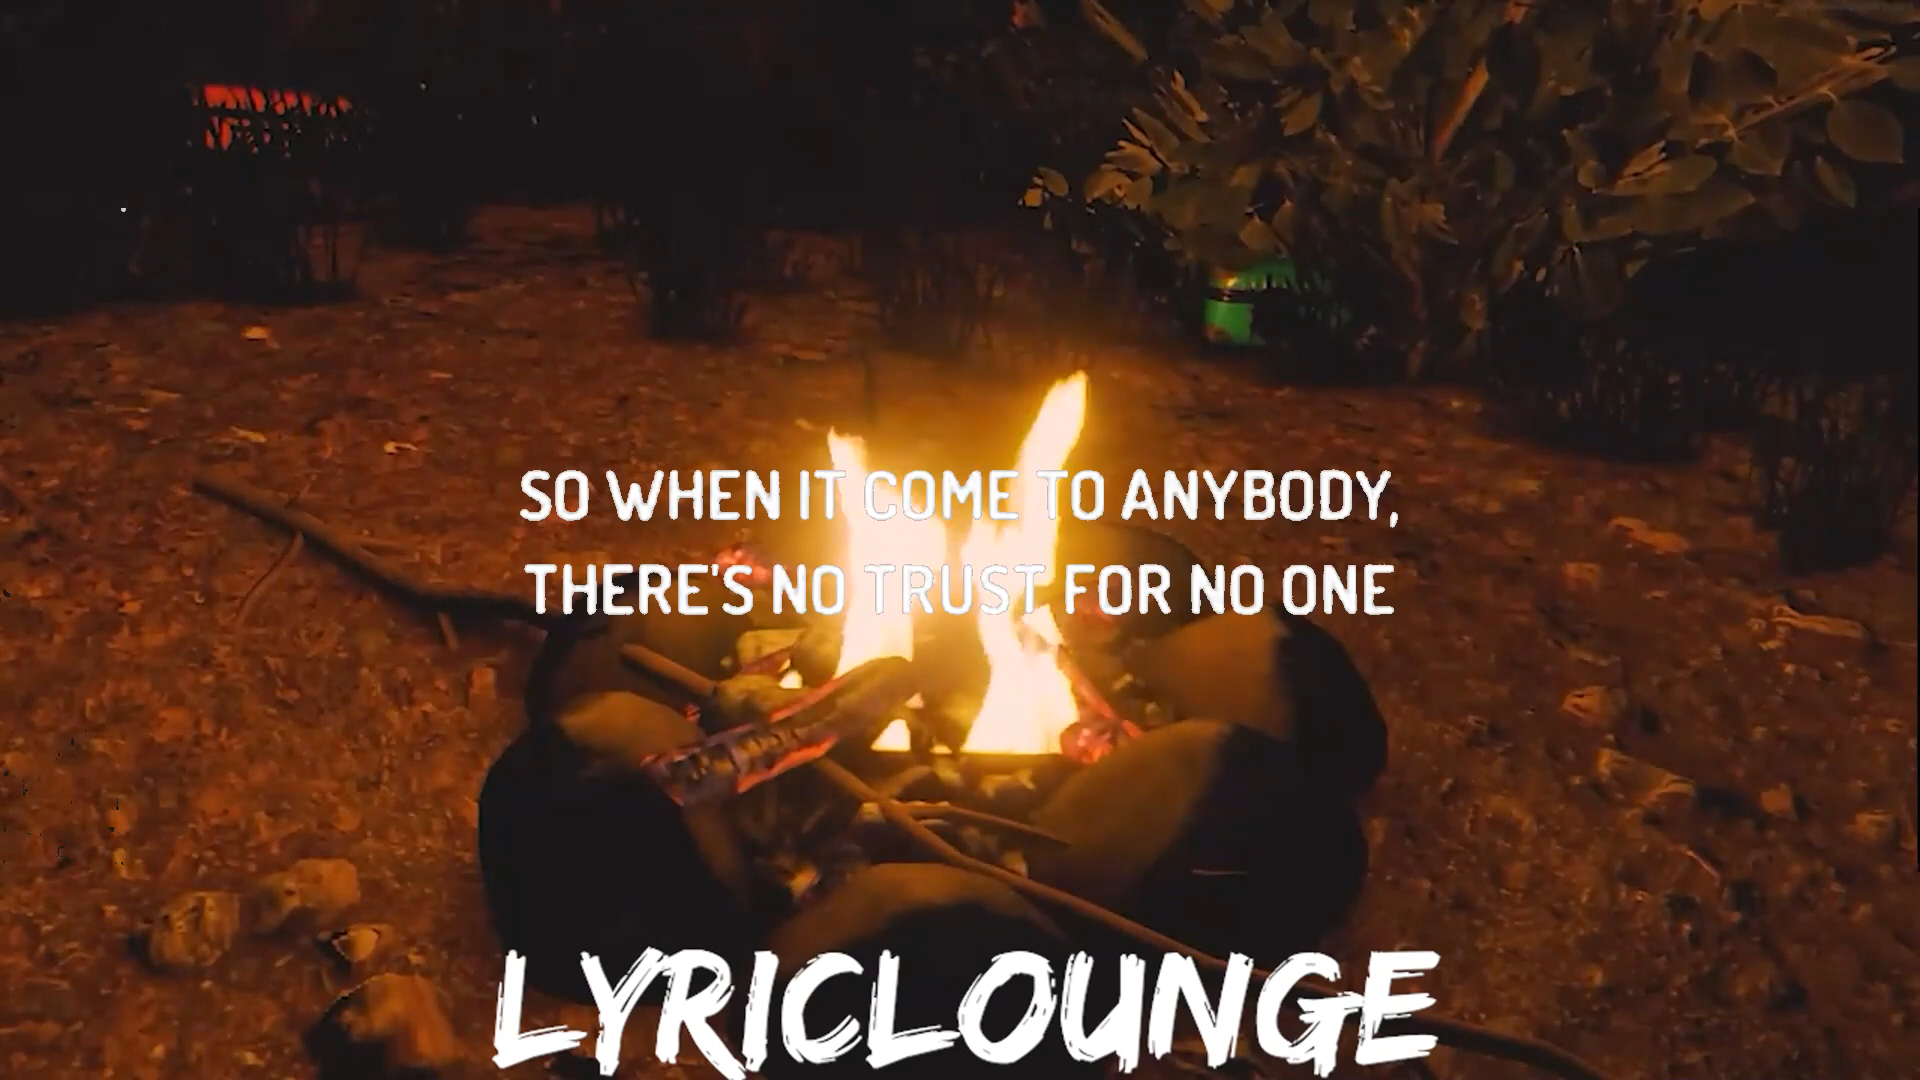 SO WHEN IT COME TO ANYBODY,
THERE'S NO TRUST FOR NO ONE
LYRICLOUNGE